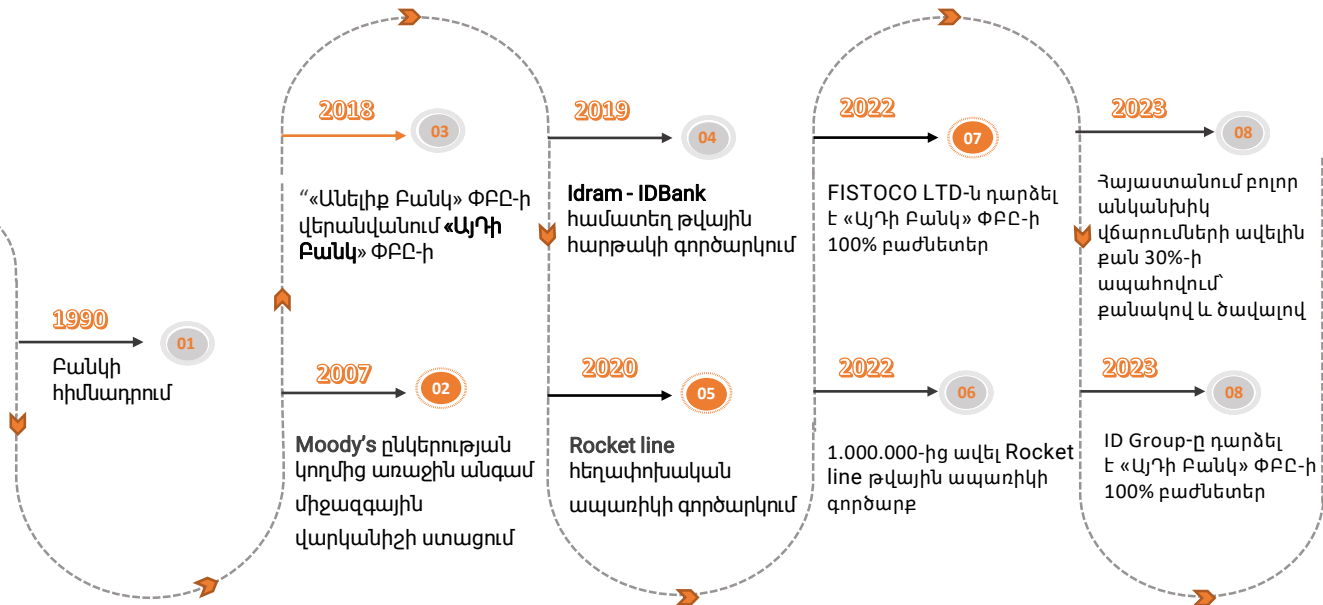 1990
01
Բանկի
հիմնադրում
2007
02
Moody's ընկերության
կողմից առաջին անգամ
միջազգային
վարկանիշի ստացում
2018
03
“«Անելիք Բանկ» ՓԲԸ-ի
վերանվանում «ԱյԴի
Բանկ» ՓԲԸ-ի
2019
04
Idram - IDBank
համատեղ թվային
հարթակի գործարկում
2020
05
Rocket line
հեղափոխական
ապառիկի գործարկում
2022
06
1.000.000-ից ավել Rocket
line թվային ապառիկի
գործարք
2022
07
FISTOCO LTD-ն դարձել
է «ԱյԴի Բանկ» ՓԲԸ-ի
100% բաժնետեր
2023
08
Հայաստանում բոլոր
անկանխիկ
վճարումների ավելին
քան 30%-ի
ապահովում՝
քանակով և ծավալով
2023
08
ID Group-ը դարձել
է «ԱյԴի Բանկ» ՓԲԸ-ի
100% բաժնետեր